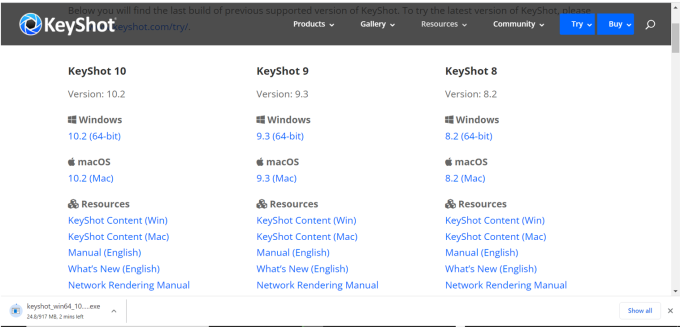 Below you will find the last build of previous supported version of KeyShot. To try the latest version of KeyShot, please
KeyShot
Products
Gallery
Resources
Community
Try
Buy
keyshot.com/try/.
KeyShot 10
KeyShot 9
KeyShot 8
Version: 10.2
Version: 9.3
Version: 8.2
Windows
Windows
Windows
10.2 (64-bit)
9.3 (64-bit)
8.2 (64-bit)
macOS
macOS
macOS
10.2 (Mac)
9.3 (Mac)
8.2 (Mac)
Resources
Resources
Resources
KeyShot Content (Win)
KeyShot Content (Win)
KeyShot Content (Win)
KeyShot Content (Mac)
KeyShot Content (Mac)
KeyShot Content (Mac)
Manual (English)
Manual (English)
Manual (English)
What's New (English)
What's New (English)
What's New (English)
Network Rendering Manual
Network Rendering Manual
Network Rendering Manual
keyshot_win64_10....exe
24.8/917 MB, 2 mins left
Show all